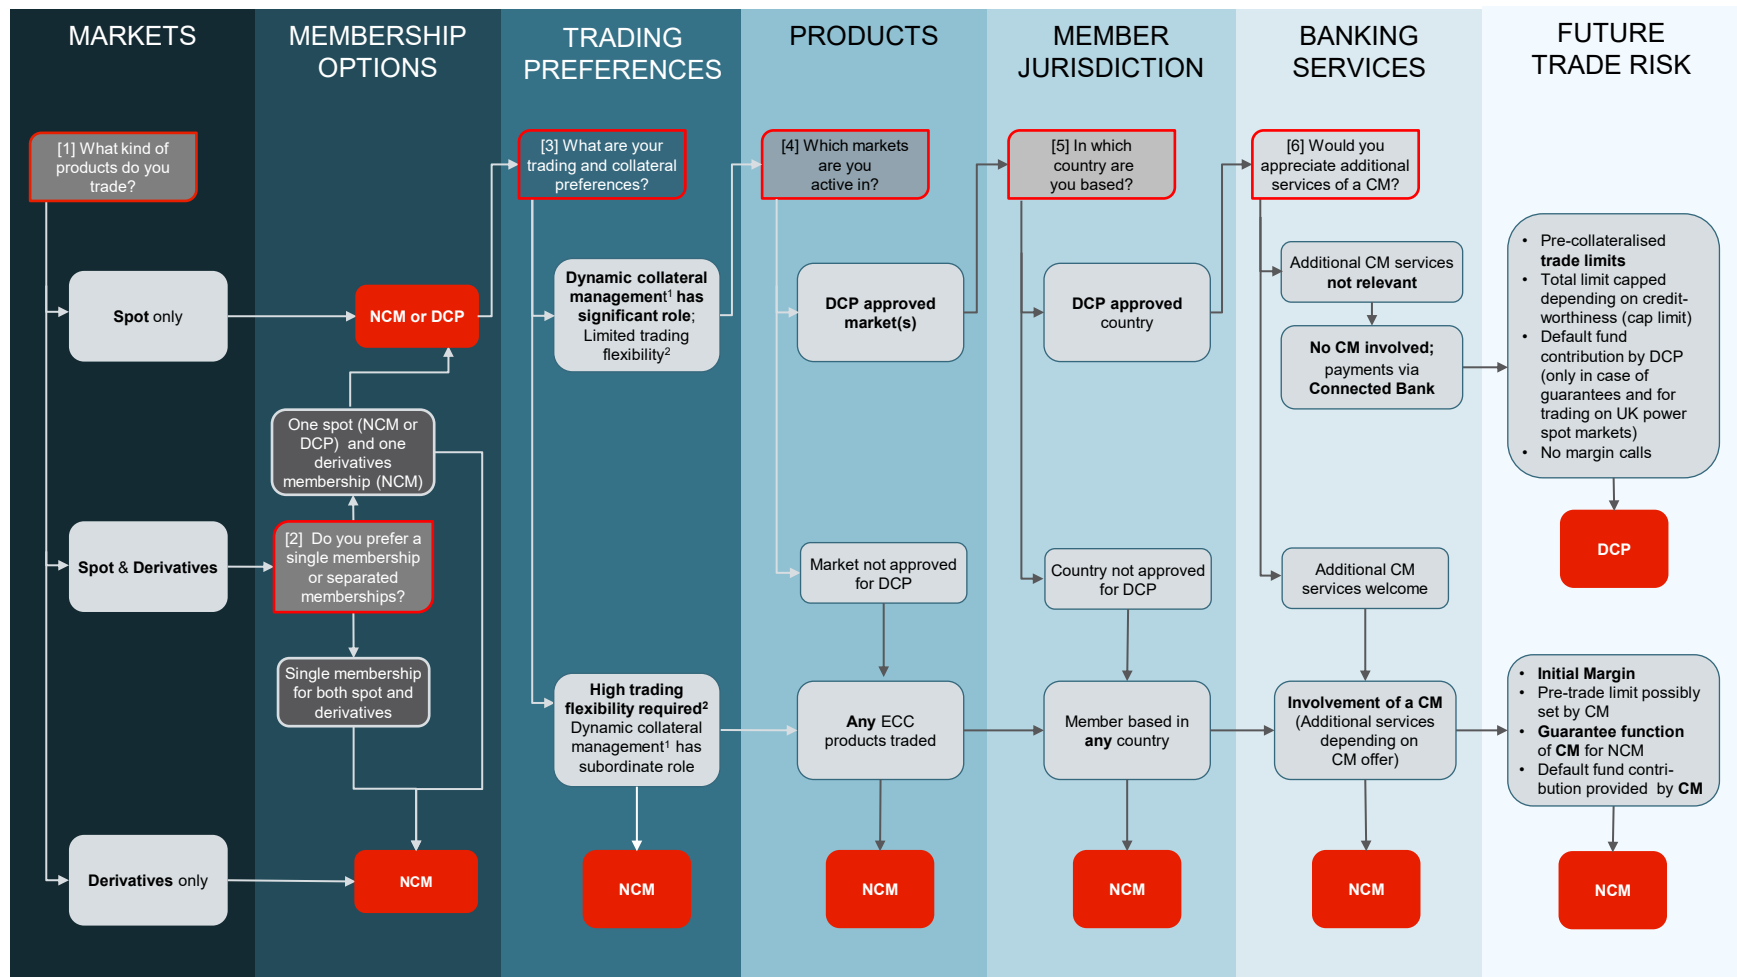 MARKETS
MEMBERSHIP
OPTIONS
TRADING
PREFERENCES
PRODUCTS
MEMBER
JURISDICTION
BANKING
SERVICES
FUTURE
TRADE RISK
[1] What kind of
products do you
trade?
[3] What are your
trading and collateral
preferences?
[4] Which markets
are you
active in?
[5] In which
country are
you based?
[6] Would you
appreciate additional
services of a CM?
Spot only
NCM or DCP
Dynamic collateral
management¹ has
significant role;
Limited trading
flexibility²
DCP approved
market(s)
DCP approved
country
Additional CM services
not relevant
No CM involved;
payments via
Connected Bank
• Pre-collateralised
trade limits
• Total limit capped
depending on credit-
worthiness (cap limit)
• Default fund
contribution by DCP
(only in case of
guarantees and for
trading on UK power
spot markets)
• No margin calls
One spot (NCM or
DCP) and one
derivatives
membership (NCM)
Spot & Derivatives
[2] Do you prefer a
single membership
or separated
memberships?
Market not approved
for DCP
Country not approved
for DCP
Additional CM
services welcome
DCP
Single membership
for both spot and
derivatives
High trading
flexibility required²
Dynamic collateral
management¹ has
subordinate role
Any ECC
products traded
Member based in
any country
Involvement of a CM
(Additional services
depending on
CM offer)
• Initial Margin
• Pre-trade limit possibly
set by CM
• Guarantee function
of CM for NCM
• Default fund contri-
bution provided by CM
Derivatives only
NCM
NCM
NCM
NCM
NCM
NCM